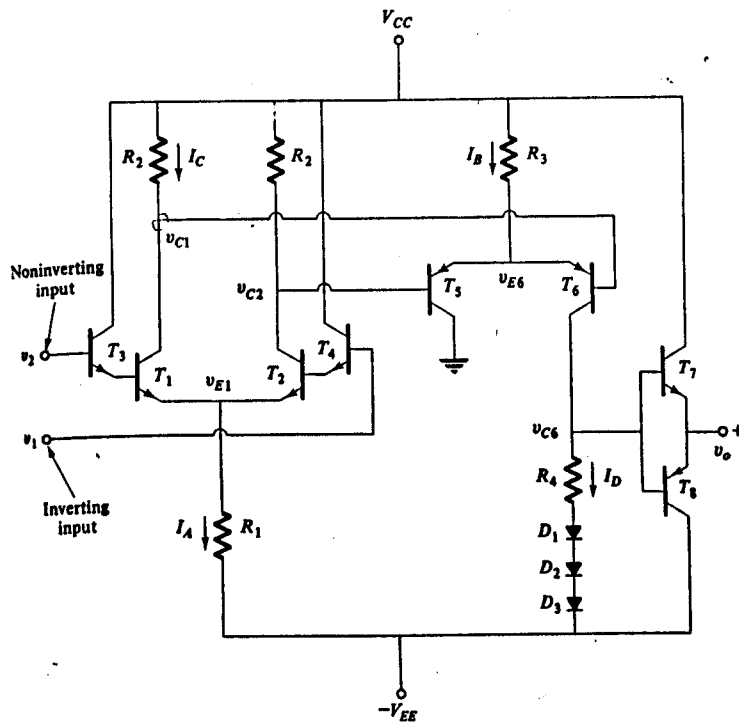 V_CC
R_2
I_C
R_2
I_B
R_3
v_C1
Noninverting
input
v_C2
T_5
v_E6
T_6
v_2
T_3
T_1
v_E1
T_2
T_4
T_7
v_C6
+
v_o
v_1
R_4
I_D
T_8
Inverting
input
I_A
R_1
D_1
D_2
D_3
-V_EE